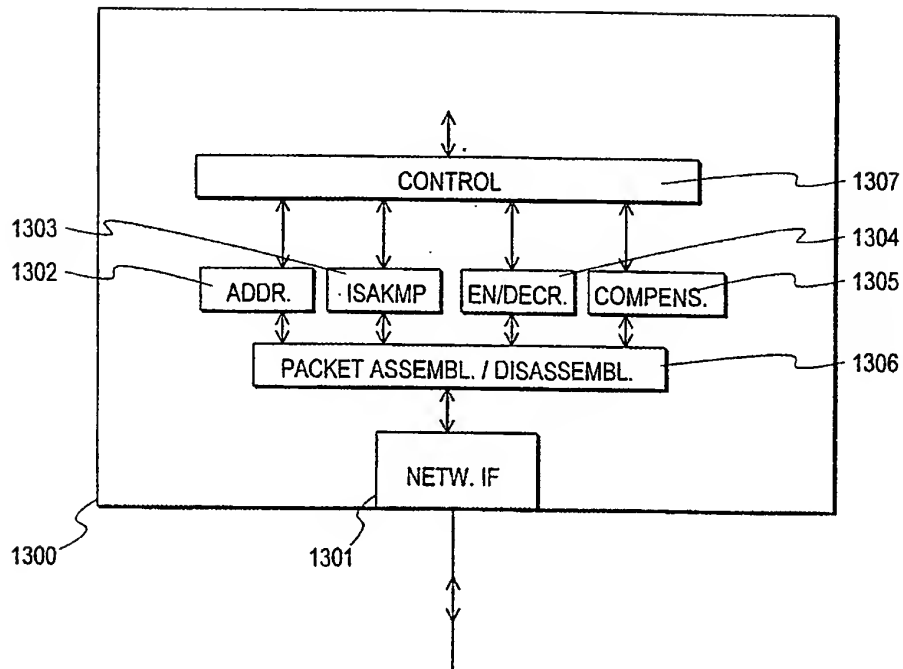 CONTROL
1307
1303
1304
1302
ADDR.
ISAKMP
EN/DECR.
COMPENS.
1305
PACKET ASSEMBL. / DISASSEMBL.
1306
NETW. IF
1300
1301